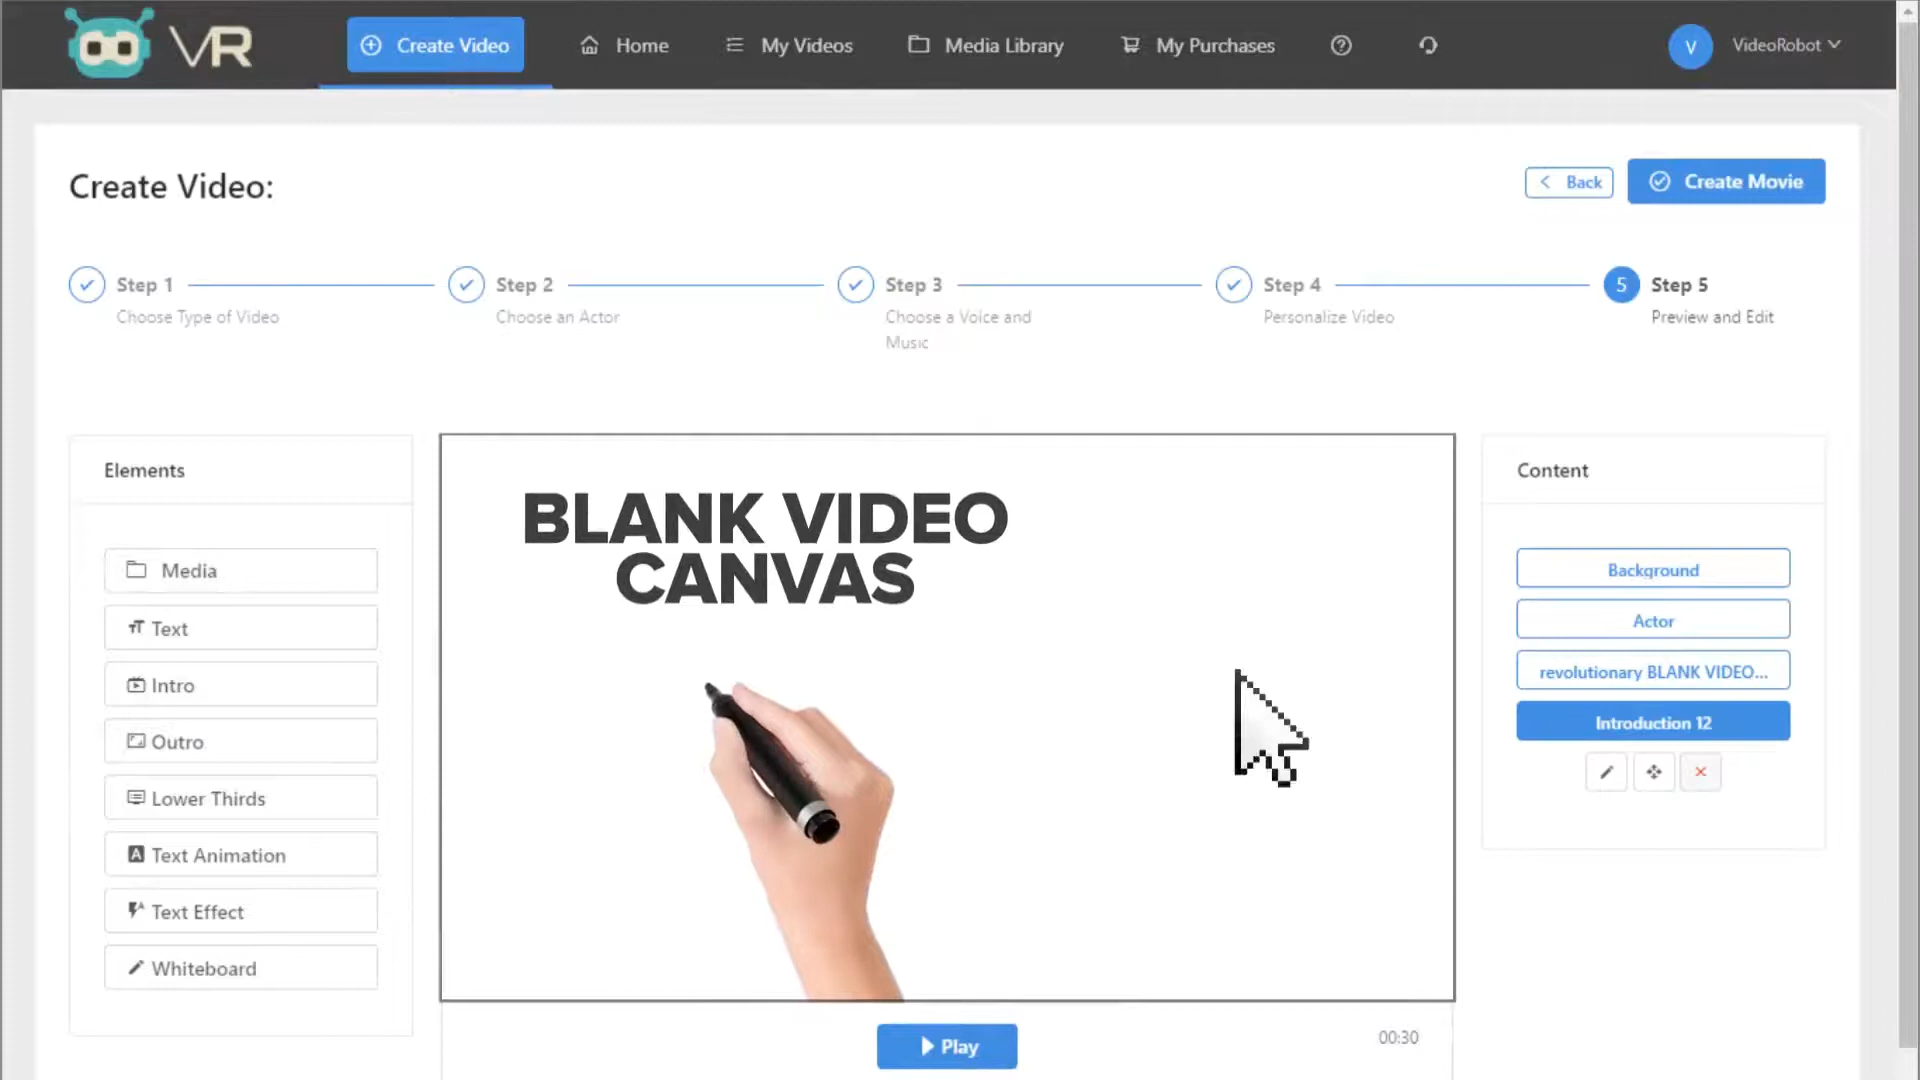 VR
Create Video
Home
My Videos
Media Library
My Purchases
V
VideoRobot
Create Video:
Back
Create Movie
Step 1
Choose Type of Video
Step 2
Choose an Actor
Step 3
Choose a Voice and
Music
Step 4
Personalize Video
5
Step 5
Preview and Edit
Elements
Media
Text
Intro
Outro
Lower Thirds
Text Animation
Text Effect
Whiteboard
BLANK VIDEO
CANVAS
Play
00:30
Content
Background
Actor
revolutionary BLANK VIDEO...
Introduction 12